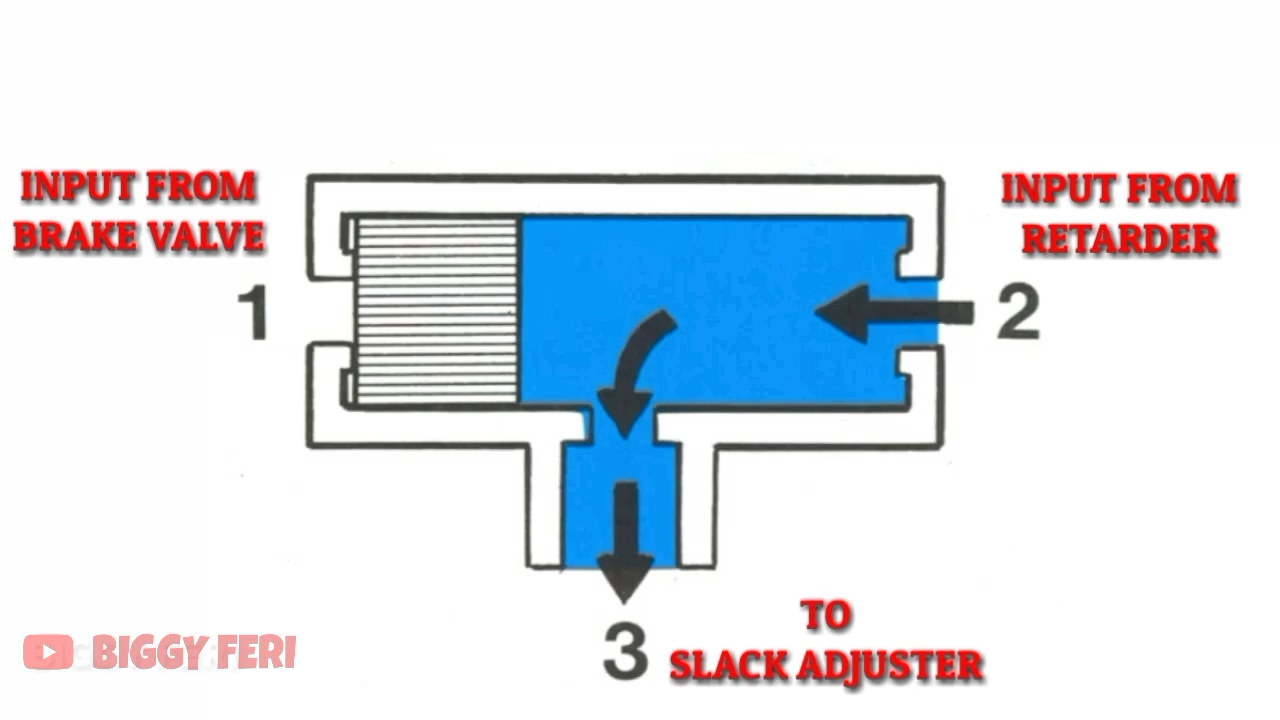 INPUT FROM
BRAKE VALVE
INPUT FROM
RETARDER
1
2
3
TO
SLACK ADJUSTER
BIGGY FERI